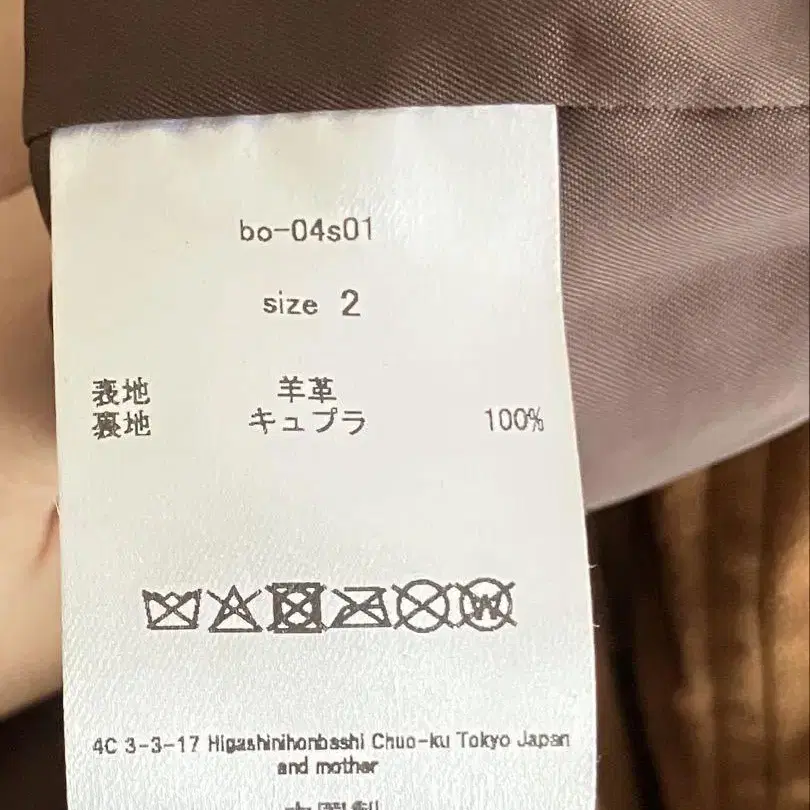 bo-04s01
size 2
表地 羊革
裏地 キュプラ 100%
W
4C 3-3-17 Higashinihonbashi Chuo-ku Tokyo Japan
and mother